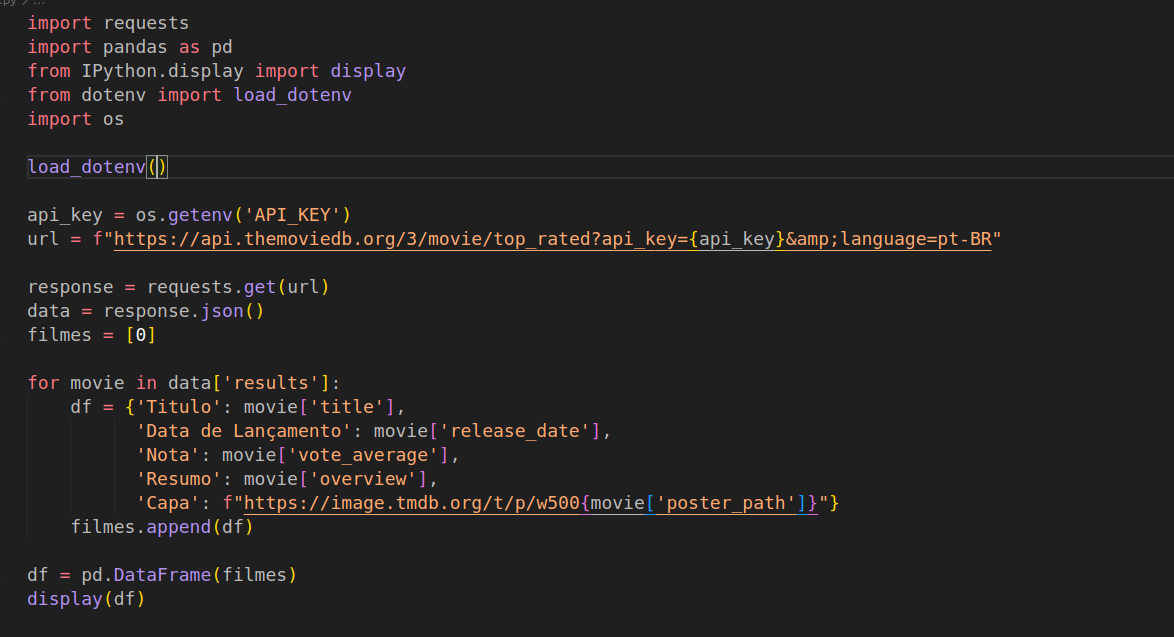 .py > ...
import requests
import pandas as pd
from IPython.display import display
from dotenv import load_dotenv
import os
load_dotenv()
api_key = os.getenv('API_KEY')
url = f"https://api.themoviedb.org/3/movie/top_rated?api_key={api_key}&amp;language=pt-BR"
response = requests.get(url)
data = response.json()
filmes = [0]
for movie in data['results']:
    df = {'Titulo': movie['title'],
          'Data de Lançamento': movie['release_date'],
          'Nota': movie['vote_average'],
          'Resumo': movie['overview'],
          'Capa': f"https://image.tmdb.org/t/p/w500{movie['poster_path']}"}
    filmes.append(df)
df = pd.DataFrame(filmes)
display(df)